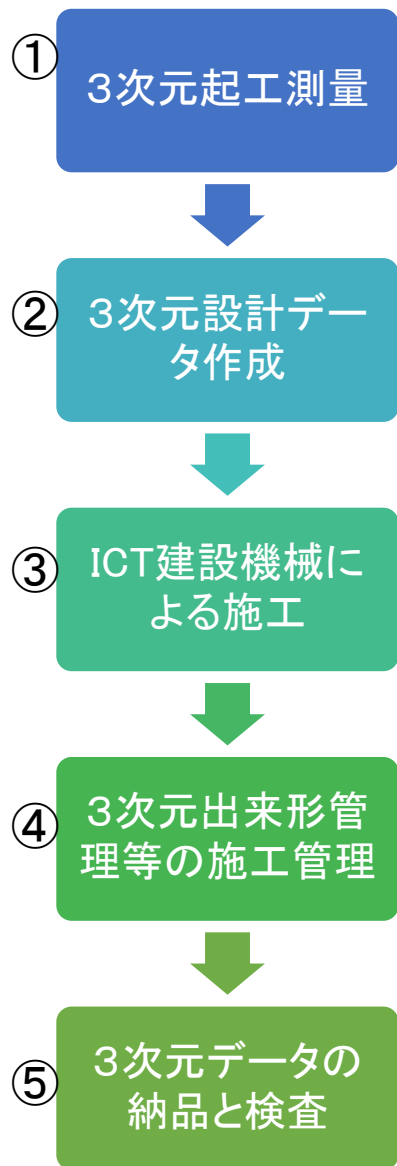 ①
３次元起工測量
②
３次元設計デー
タ作成
③
ICT建設機械に
よる施工
④
３次元出来形管
理等の施工管理
⑤
３次元データの
納品と検査